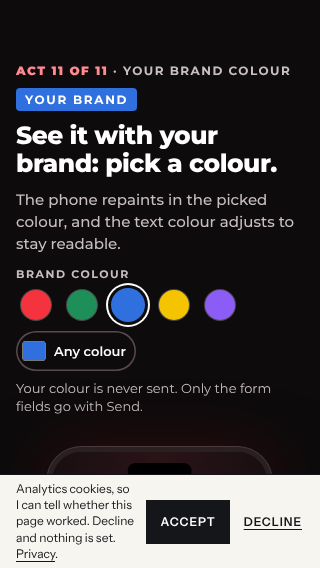 ACT 11 OF 11 · YOUR BRAND COLOUR
YOUR BRAND
See it with your
brand: pick a colour.
The phone repaints in the picked
colour, and the text colour adjusts to
stay readable.
BRAND COLOUR
Any colour
Your colour is never sent. Only the form
fields go with Send.
Analytics cookies, so
I can tell whether this
page worked. Decline
and nothing is set.
Privacy.
ACCEPT
DECLINE